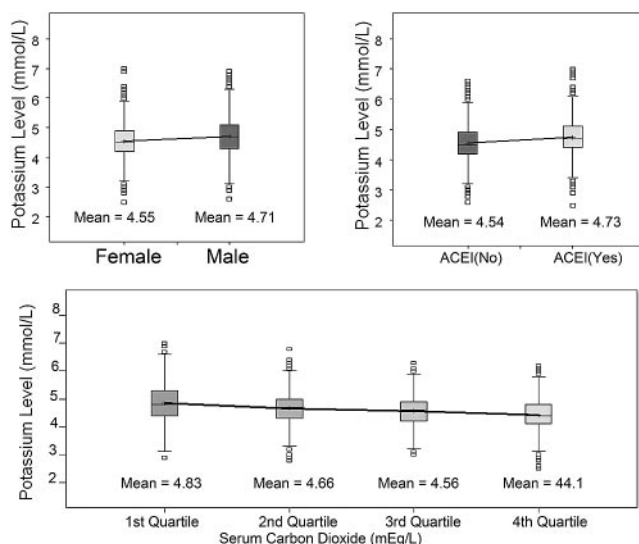 Potassium Level (mmol/L)
8
7
6
5
4
3
2
Mean = 4.55 Mean = 4.71
Female Male
Potassium Level (mmol/L)
8
7
6
5
4
3
2
Mean = 4.54 Mean = 4.73
ACEI(No) ACEI(Yes)
Potassium Level (mmol/L)
8
7
6
5
4
3
2
Mean = 4.83 Mean = 4.66 Mean = 4.56 Mean = 44.1
1st Quartile 2nd Quartile 3rd Quartile 4th Quartile
Serum Carbon Dioxide (mEq/L)